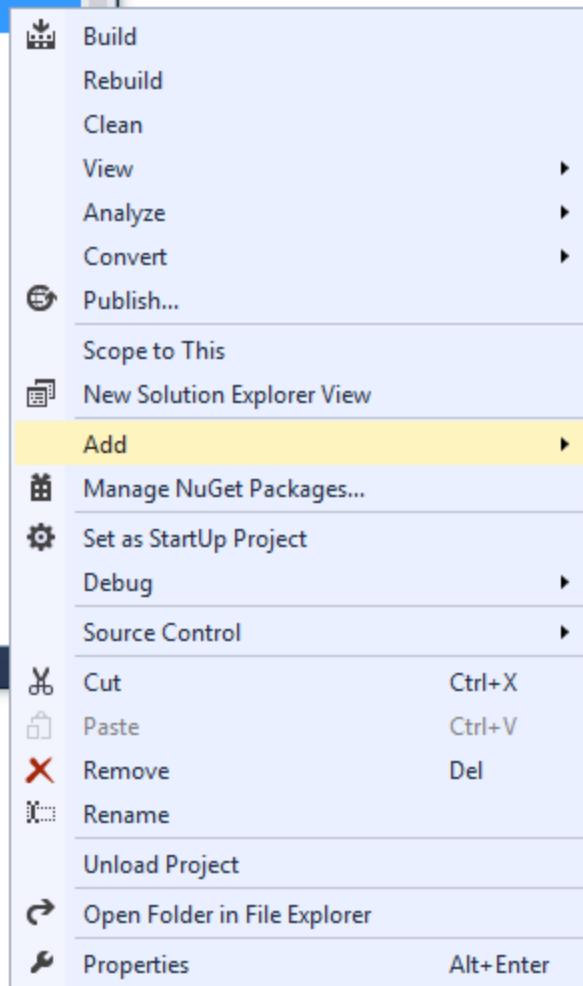 Build
Rebuild
Clean
View
Analyze
Convert
Publish...
Scope to This
New Solution Explorer View
Add
Manage NuGet Packages...
Set as StartUp Project
Debug
Source Control
Cut Ctrl+X
Paste Ctrl+V
Remove Del
Rename
Unload Project
Open Folder in File Explorer
Properties Alt+Enter